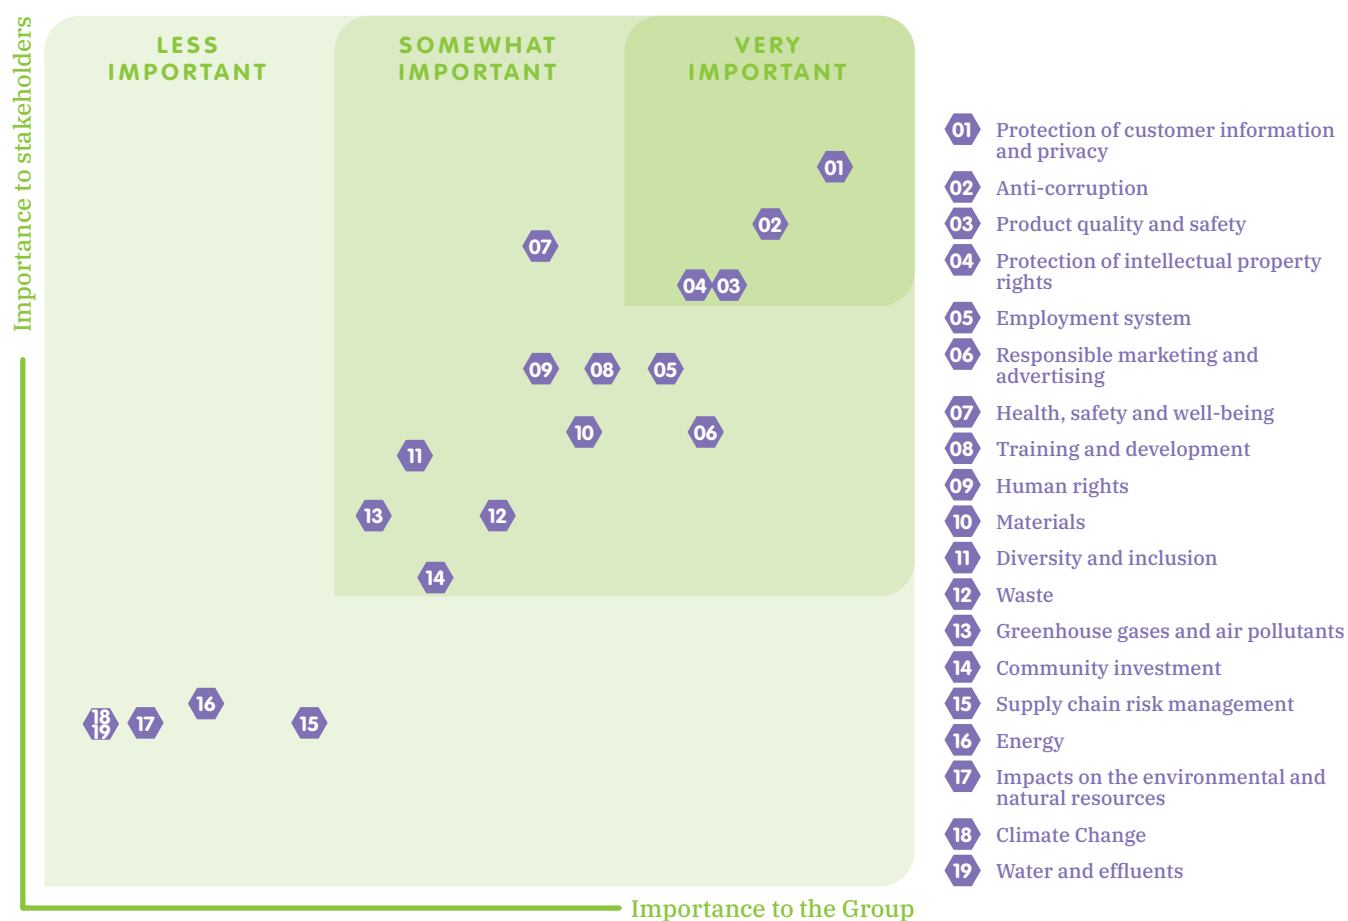 Importance to stakeholders
LESS
IMPORTANT
SOMEWHAT
IMPORTANT
VERY
IMPORTANT
01
02
07
04
03
09
08
05
10
06
11
13
12
14
16
18
19
17
15
Importance to the Group
01 Protection of customer information
and privacy
02 Anti-corruption
03 Product quality and safety
04 Protection of intellectual property
rights
05 Employment system
06 Responsible marketing and
advertising
07 Health, safety and well-being
08 Training and development
09 Human rights
10 Materials
11 Diversity and inclusion
12 Waste
13 Greenhouse gases and air pollutants
14 Community investment
15 Supply chain risk management
16 Energy
17 Impacts on the environmental and
natural resources
18 Climate Change
19 Water and effluents